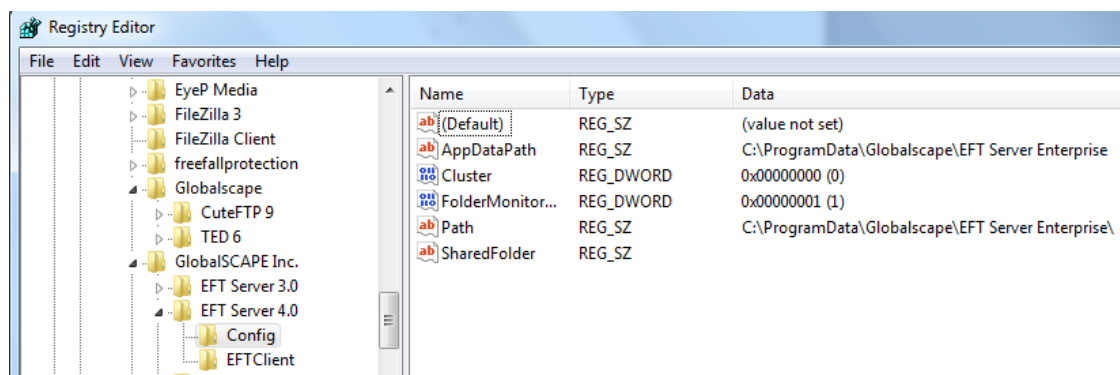 Registry Editor
File Edit View Favorites Help
EyeP Media
FileZilla 3
FileZilla Client
freefallprotection
Globalscape
CuteFTP 9
TED 6
GlobalSCAPE Inc.
EFT Server 3.0
EFT Server 4.0
Config
EFTClient
Name Type Data
(Default) REG_SZ (value not set)
AppDataPath REG_SZ C:\ProgramData\Globalscape\EFT Server Enterprise
Cluster REG_DWORD 0x00000000 (0)
FolderMonitor... REG_DWORD 0x00000001 (1)
Path REG_SZ C:\ProgramData\Globalscape\EFT Server Enterprise\
SharedFolder REG_SZ